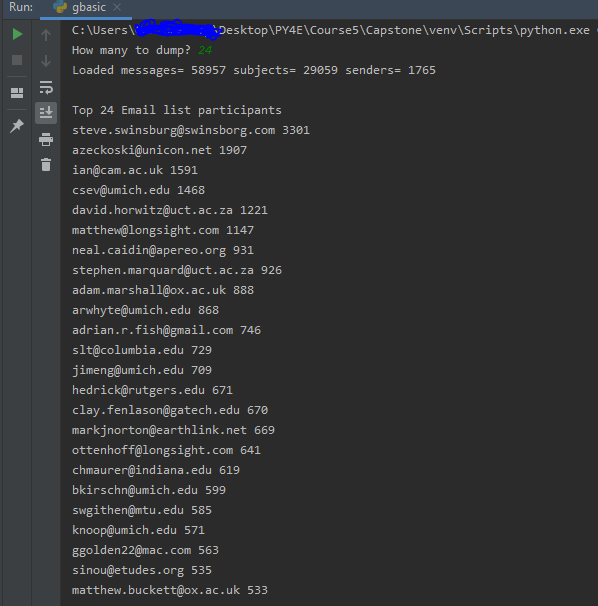 Run: gbasic
C:\Users\ \Desktop\PY4E\Course5\Capstone\venv\Scripts\python.exe
How many to dump? 24
Loaded messages= 58957 subjects= 29059 senders= 1765
Top 24 Email list participants
steve.swinsburg@swinsborg.com 3301
azeckoski@unicon.net 1907
ian@cam.ac.uk 1591
csev@umich.edu 1468
david.horwitz@uct.ac.za 1221
matthew@longsight.com 1147
neal.caidin@apereo.org 931
stephen.marquard@uct.ac.za 926
adam.marshall@ox.ac.uk 888
arwhyte@umich.edu 868
adrian.r.fish@gmail.com 746
slt@columbia.edu 729
jimeng@umich.edu 709
hedrick@rutgers.edu 671
clay.fenlason@gatech.edu 670
markjnorton@earthlink.net 669
ottenhoff@longsight.com 641
chmaurer@indiana.edu 619
bkirschn@umich.edu 599
swgithen@mtu.edu 585
knoop@umich.edu 571
ggolden22@mac.com 563
sinou@etudes.org 535
matthew.buckett@ox.ac.uk 533